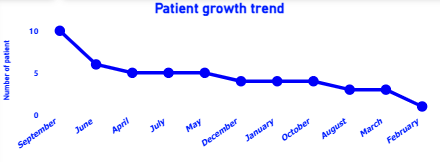 Patient growth trend
Number of patient
10
5
0
September
June
April
July
May
December
January
October
August
March
February